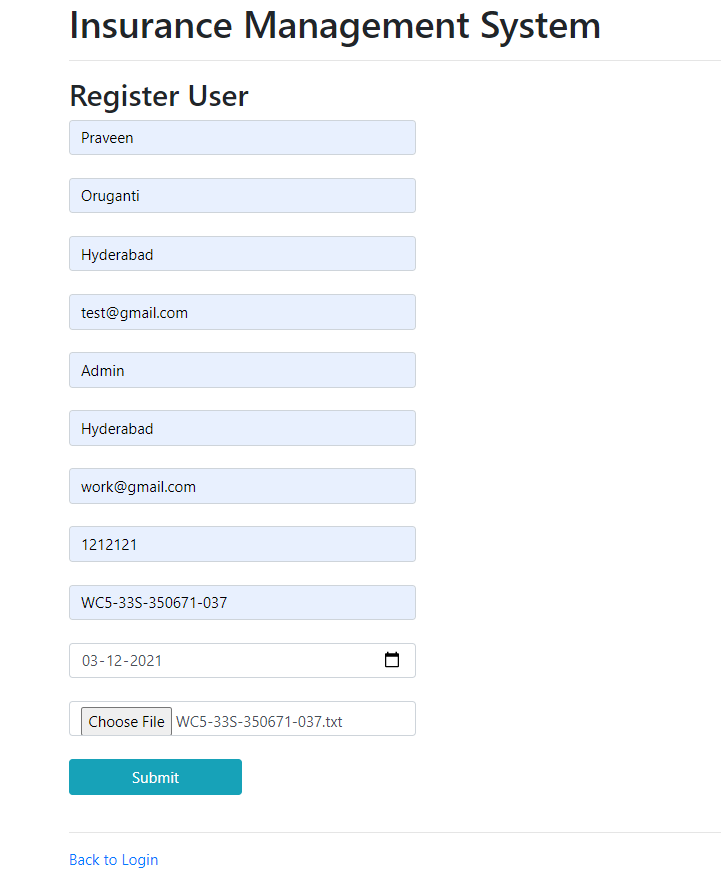 Insurance Management System
Register User
Praveen
Oruganti
Hyderabad
test@gmail.com
Admin
Hyderabad
work@gmail.com
1212121
WC5-33S-350671-037
03-12-2021
Choose File WC5-33S-350671-037.txt
Submit
Back to Login